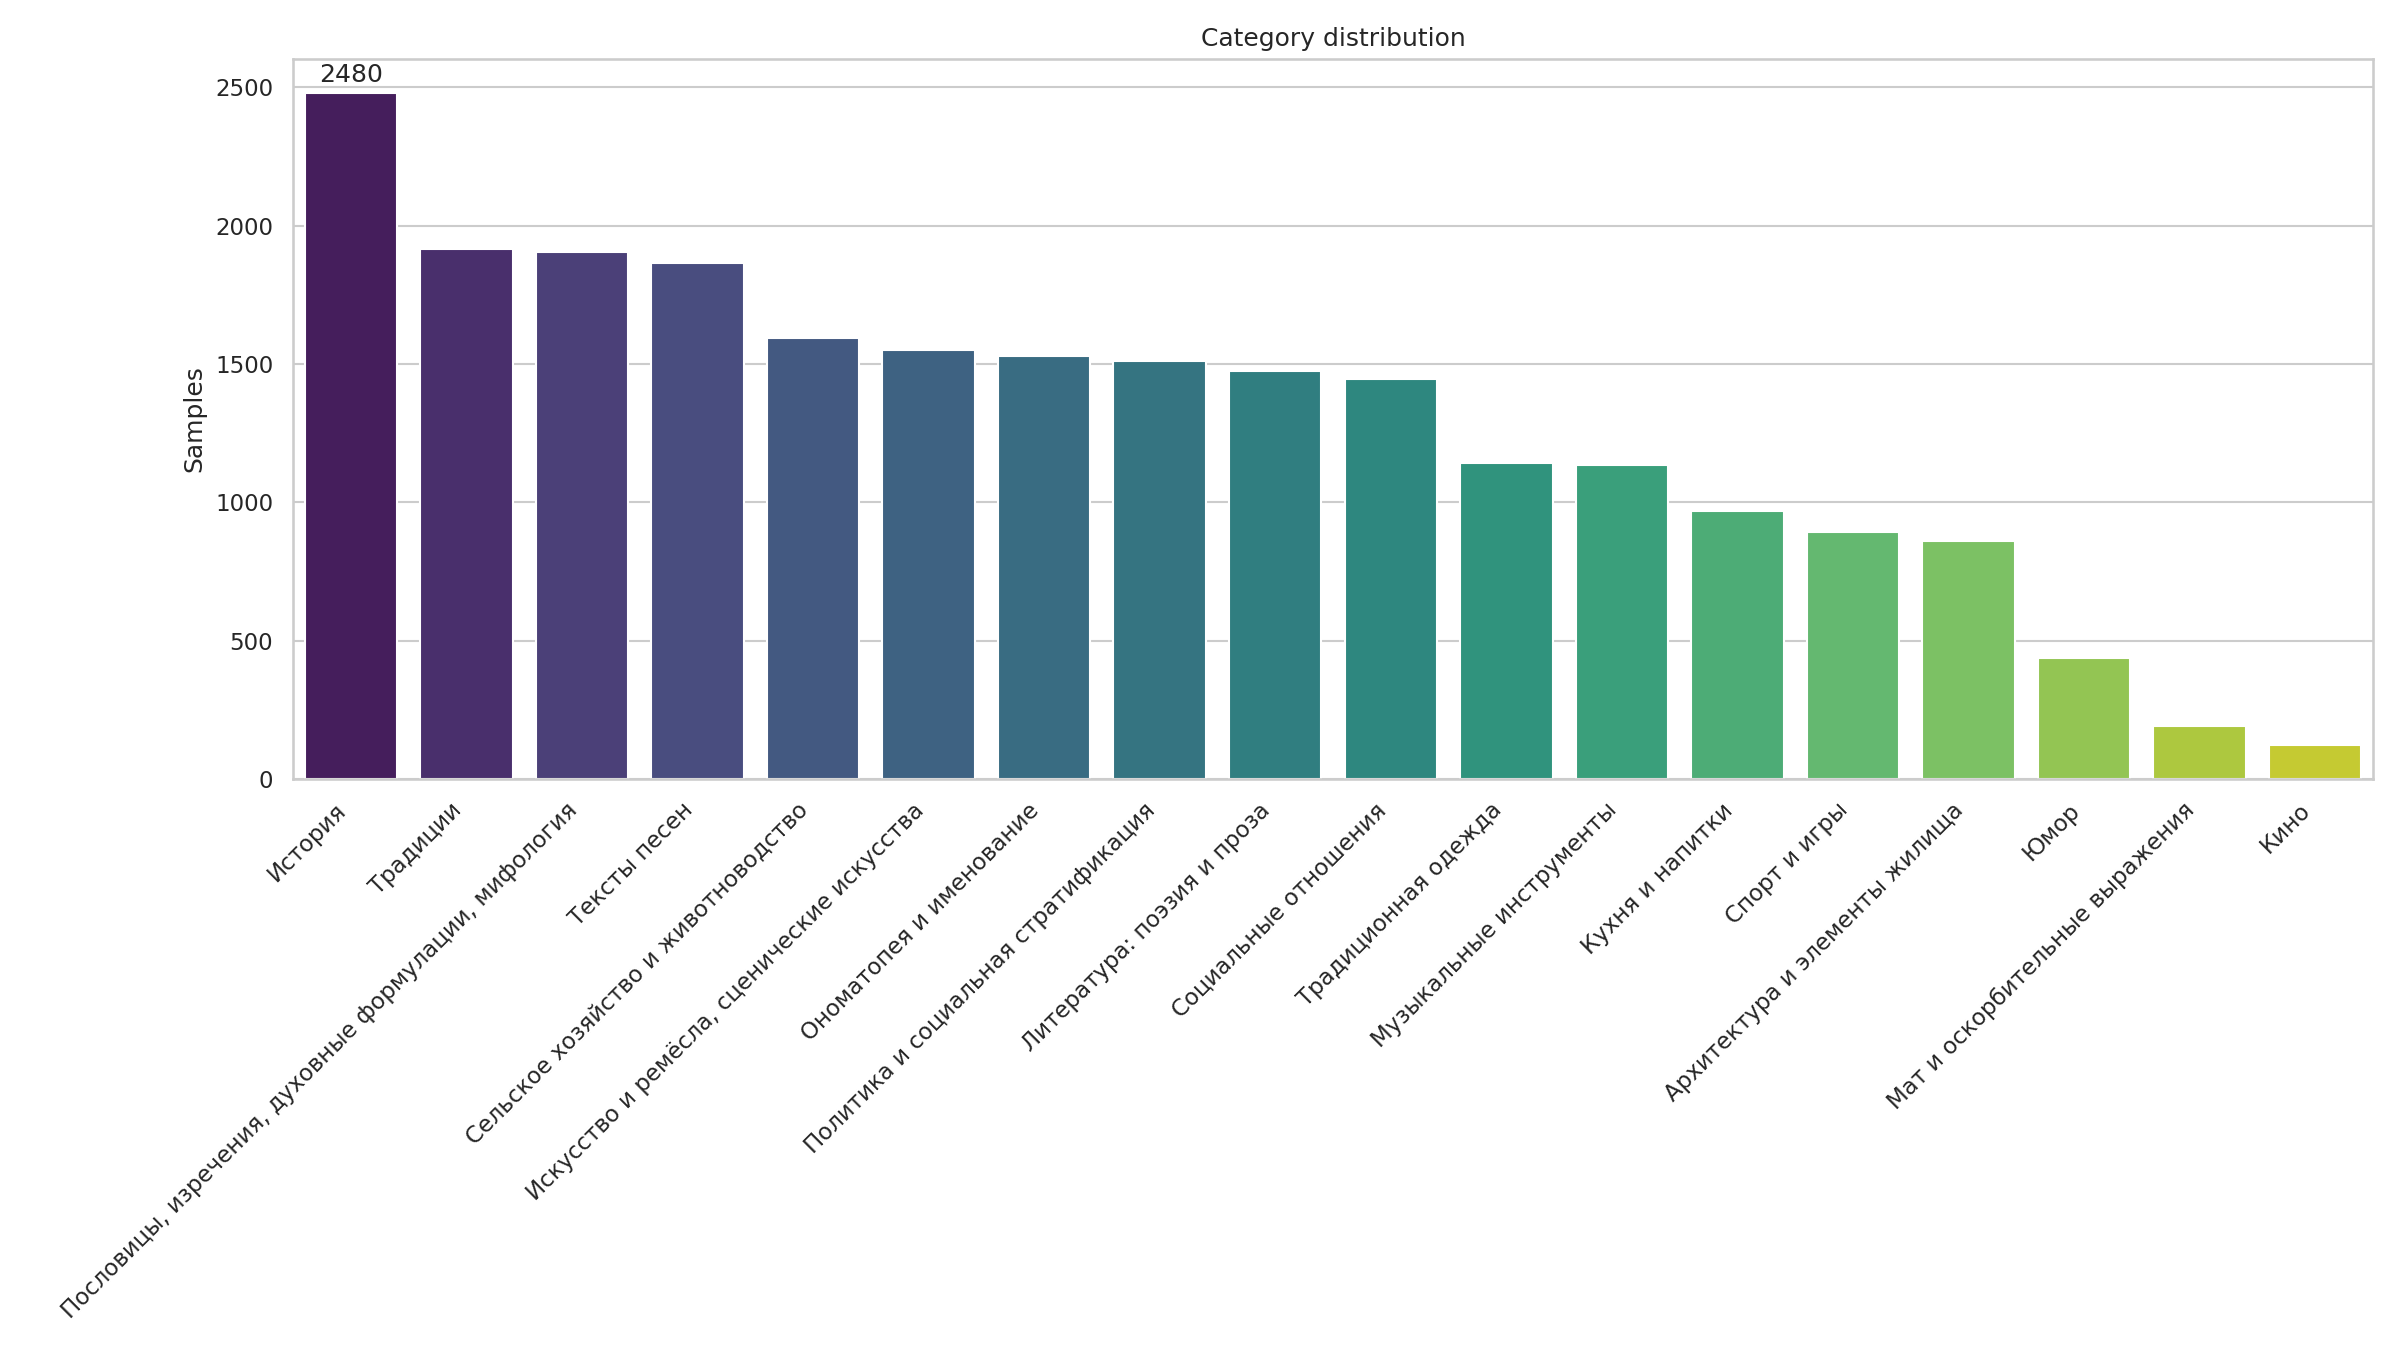 Category distribution
2480
2500
2000
1500
1000
500
0
Samples
История
Традиции
Пословицы, изречения, духовные формулации, мифология
Тексты песен
Сельское хозяйство и животноводство
Искусство и ремёсла, сценические искусства
Ономатопея и именование
Политика и социальная стратификация
Литература: поэзия и проза
Социальные отношения
Традиционная одежда
Музыкальные инструменты
Кухня и напитки
Спорт и игры
Архитектура и элементы жилища
Юмор
Мат и оскорбительные выражения
Кино